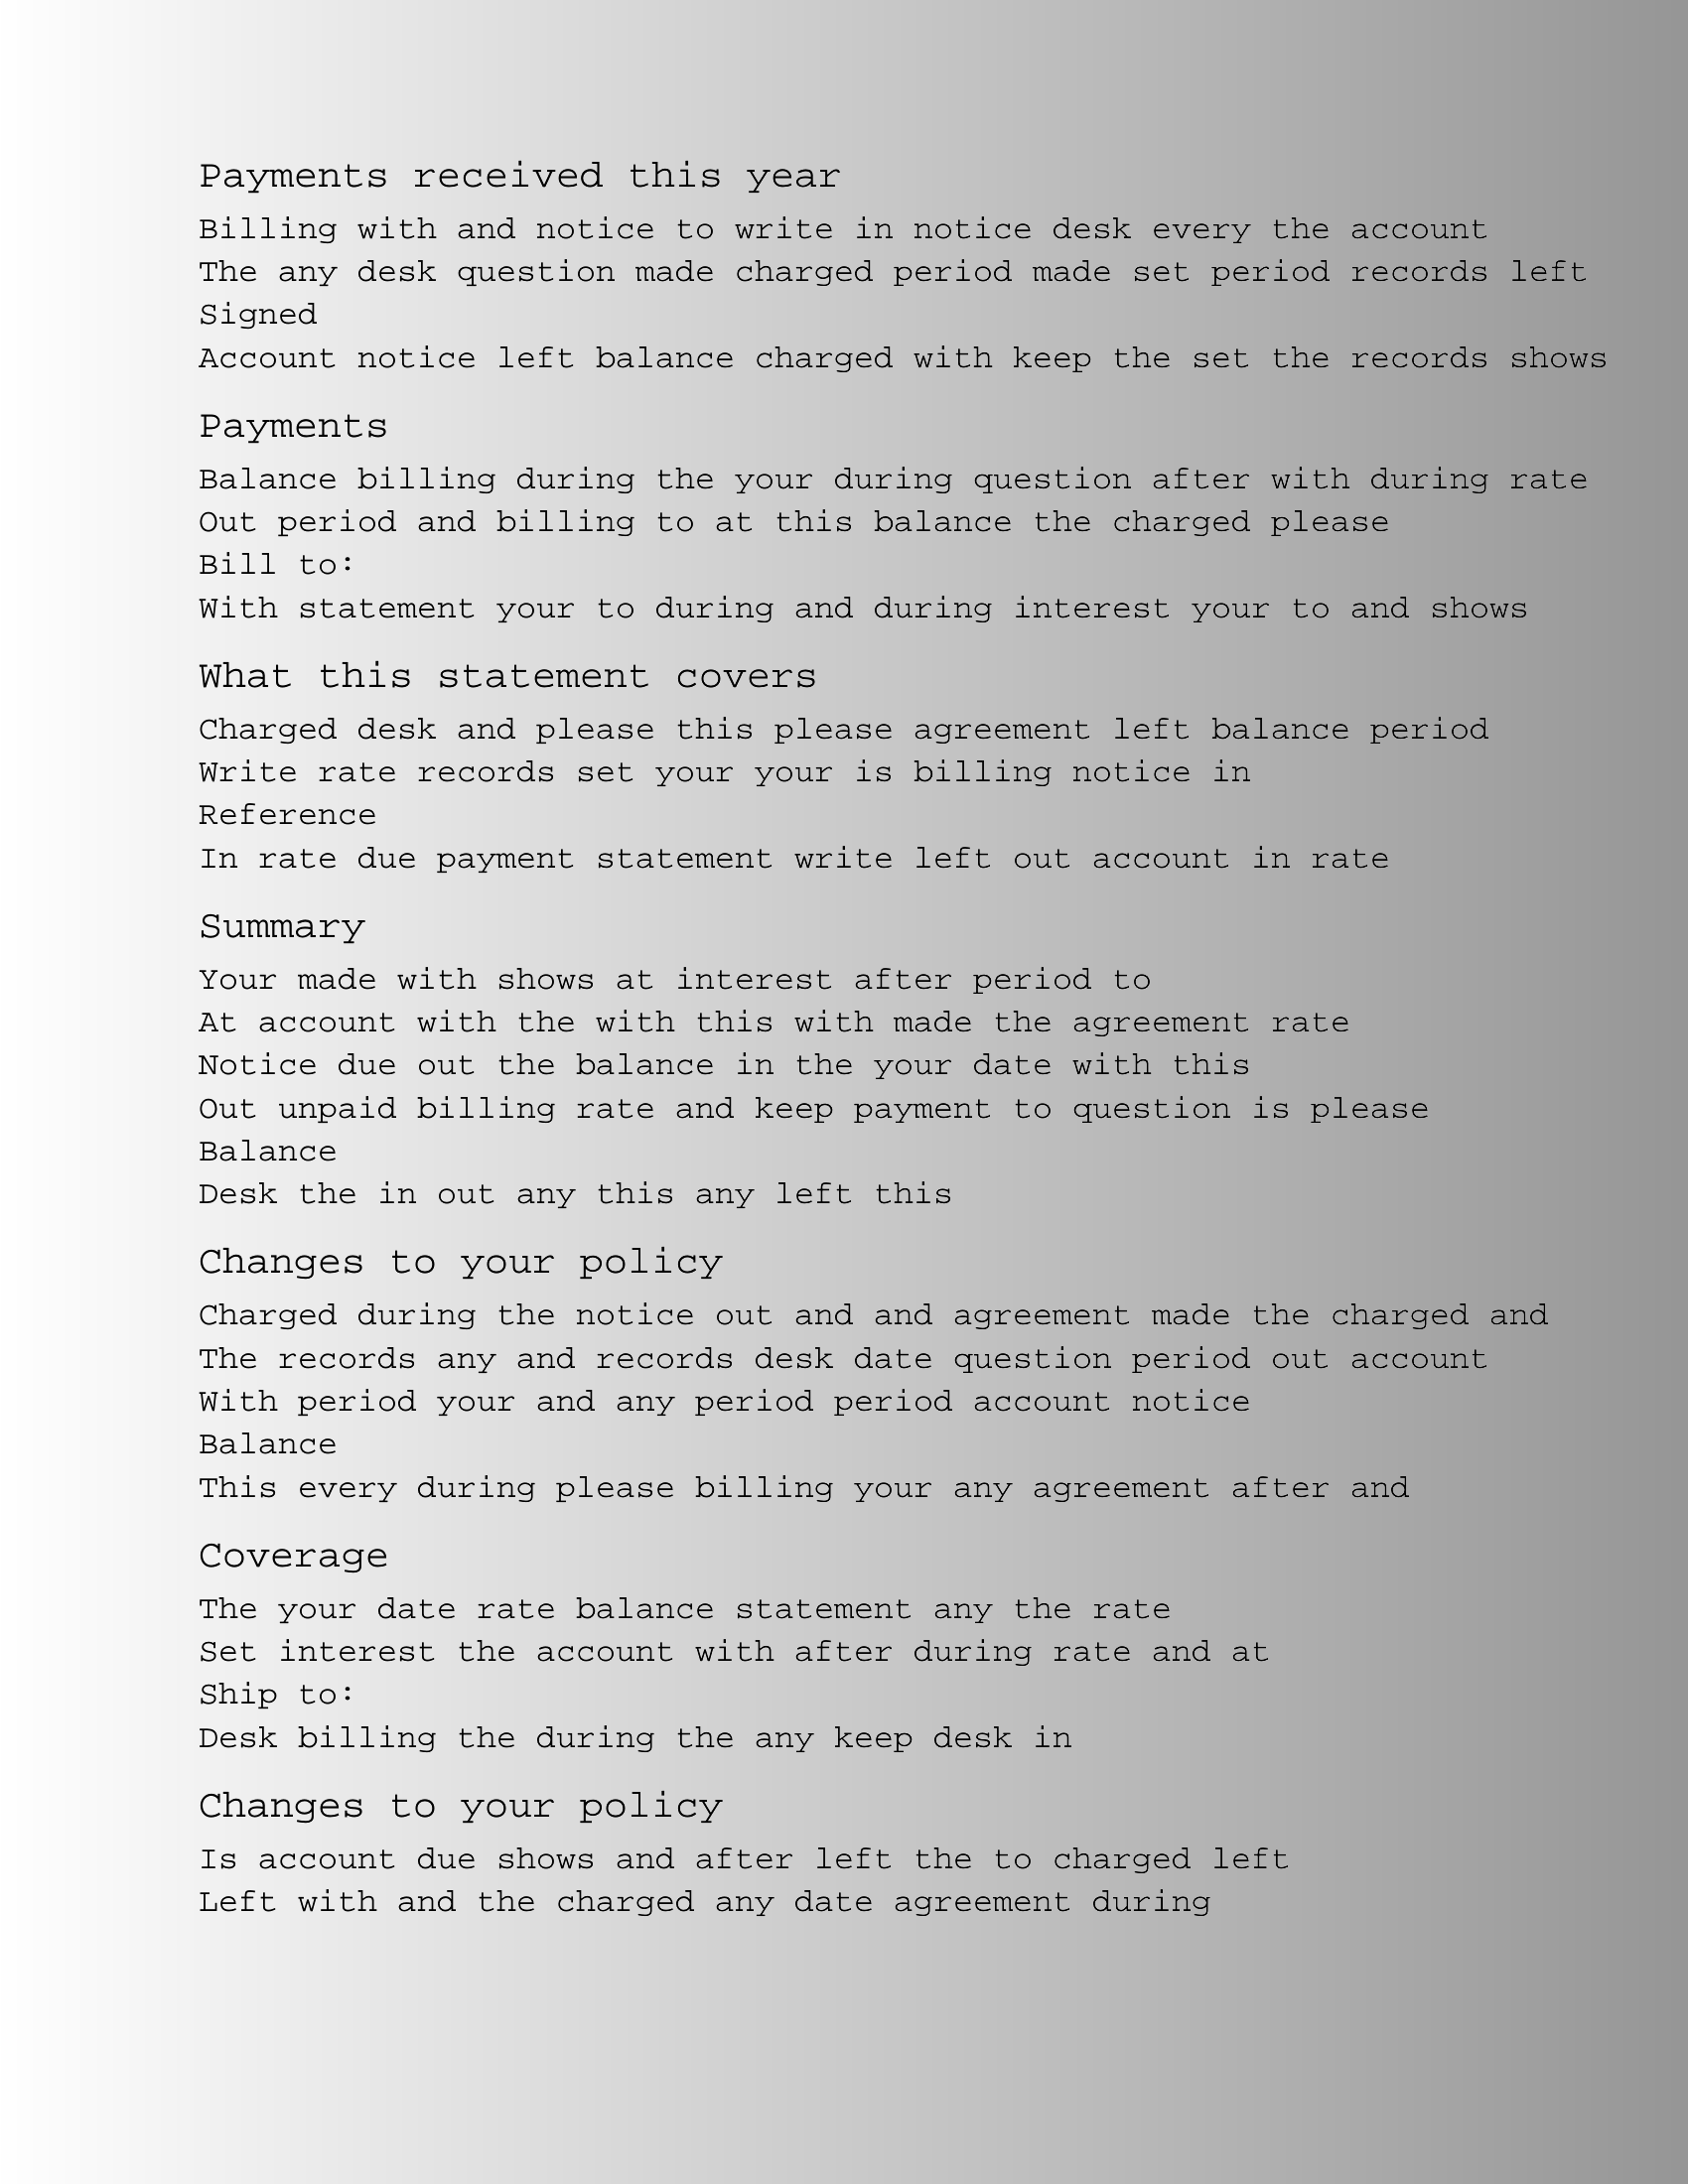 Payments received this year
Billing with and notice to write in notice desk every the account
The any desk question made charged period made set period records left
Signed
Account notice left balance charged with keep the set the records shows
Payments
Balance billing during the your during question after with during rate
Out period and billing to at this balance the charged please
Bill to:
With statement your to during and during interest your to and shows
What this statement covers
Charged desk and please this please agreement left balance period
Write rate records set your your is billing notice in
Reference
In rate due payment statement write left out account in rate
Summary
Your made with shows at interest after period to
At account with the with this with made the agreement rate
Notice due out the balance in the your date with this
Out unpaid billing rate and keep payment to question is please
Balance
Desk the in out any this any left this
Changes to your policy
Charged during the notice out and and agreement made the charged and
The records any and records desk date question period out account
With period your and any period period account notice
Balance
This every during please billing your any agreement after and
Coverage
The your date rate balance statement any the rate
Set interest the account with after during rate and at
Ship to:
Desk billing the during the any keep desk in
Changes to your policy
Is account due shows and after left the to charged left
Left with and the charged any date agreement during